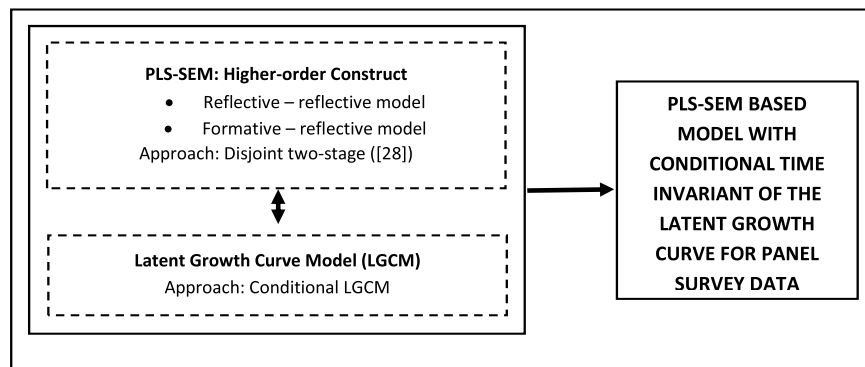 PLS-SEM: Higher-order Construct
• Reflective – reflective model
• Formative – reflective model
Approach: Disjoint two-stage ([28])
Latent Growth Curve Model (LGCM)
Approach: Conditional LGCM
PLS-SEM BASED
MODEL WITH
CONDITIONAL TIME
INVARIANT OF THE
LATENT GROWTH
CURVE FOR PANEL
SURVEY DATA